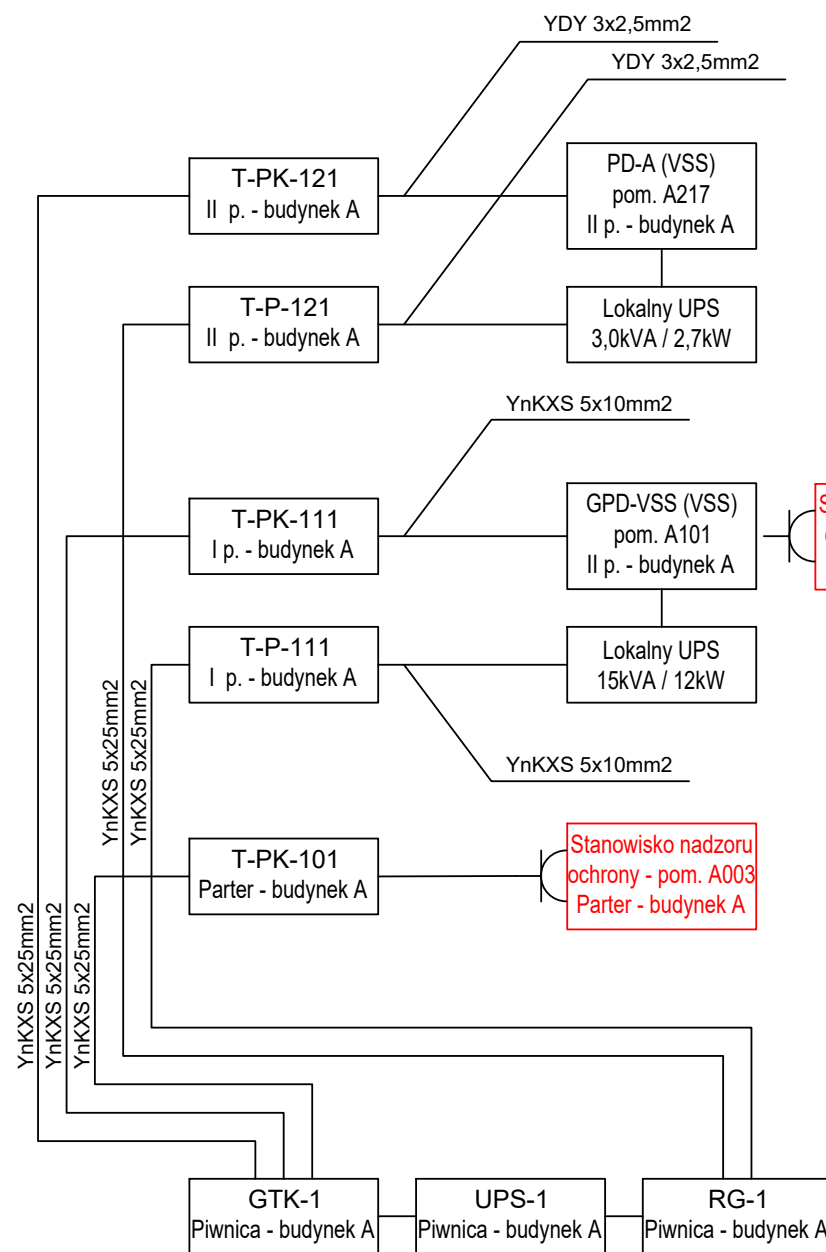 YDY 3x2,5mm2
YDY 3x2,5mm2
T-PK-121
II p. - budynek A
PD-A (VSS)
pom. A217
II p. - budynek A
T-P-121
II p. - budynek A
Lokalny UPS
3,0kVA / 2,7kW
YnKXS 5x10mm2
T-PK-111
I p. - budynek A
GPD-VSS (VSS)
pom. A101
II p. - budynek A
T-P-111
I p. - budynek A
Lokalny UPS
15kVA / 12kW
YnKXS 5x25mm2
YnKXS 5x25mm2
YnKXS 5x10mm2
T-PK-101
Parter - budynek A
Stanowisko nadzoru
ochrony - pom. A003
Parter - budynek A
YnKXS 5x25mm2
YnKXS 5x25mm2
YnKXS 5x25mm2
GTK-1
Piwnica - budynek A
UPS-1
Piwnica - budynek A
RG-1
Piwnica - budynek A